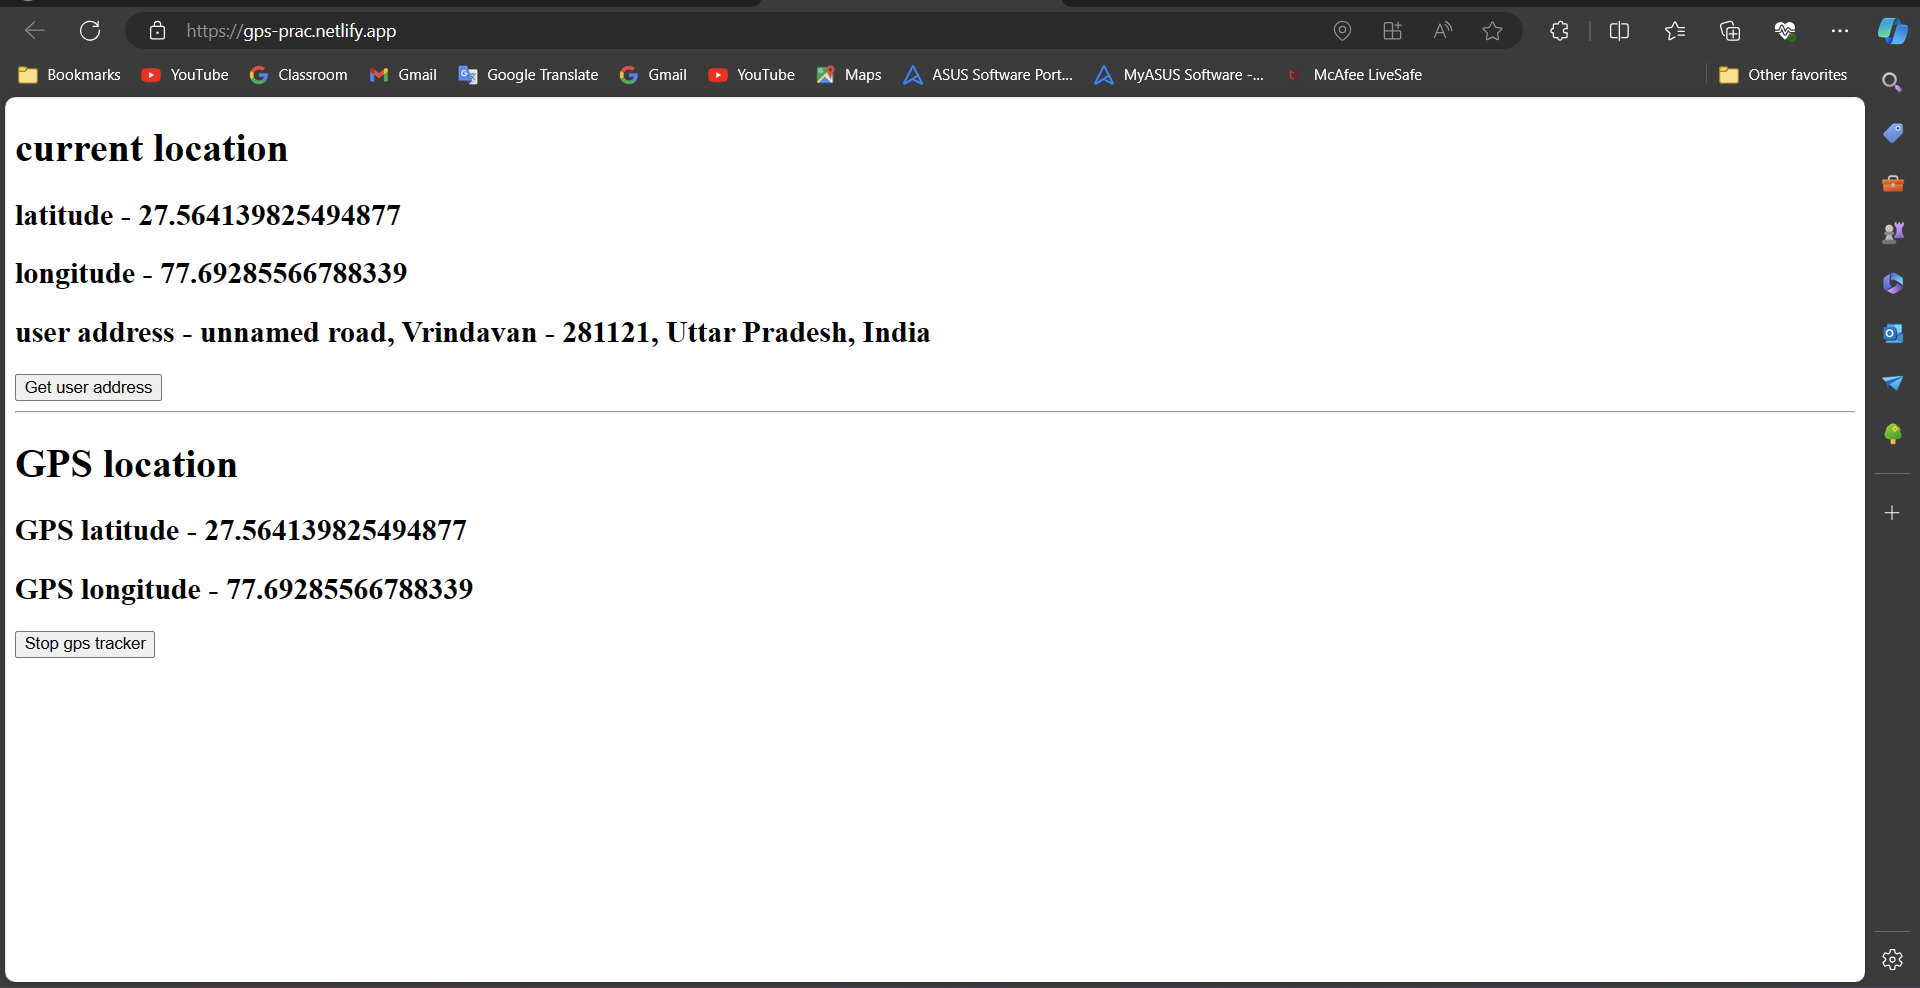 https://gps-prac.netlify.app
Bookmarks YouTube Classroom Gmail Google Translate Gmail YouTube Maps ASUS Software Port... MyASUS Software -... McAfee LiveSafe Other favorites
current location
latitude - 27.564139825494877
longitude - 77.69285566788339
user address - unnamed road, Vrindavan - 281121, Uttar Pradesh, India
Get user address
GPS location
GPS latitude - 27.564139825494877
GPS longitude - 77.69285566788339
Stop gps tracker